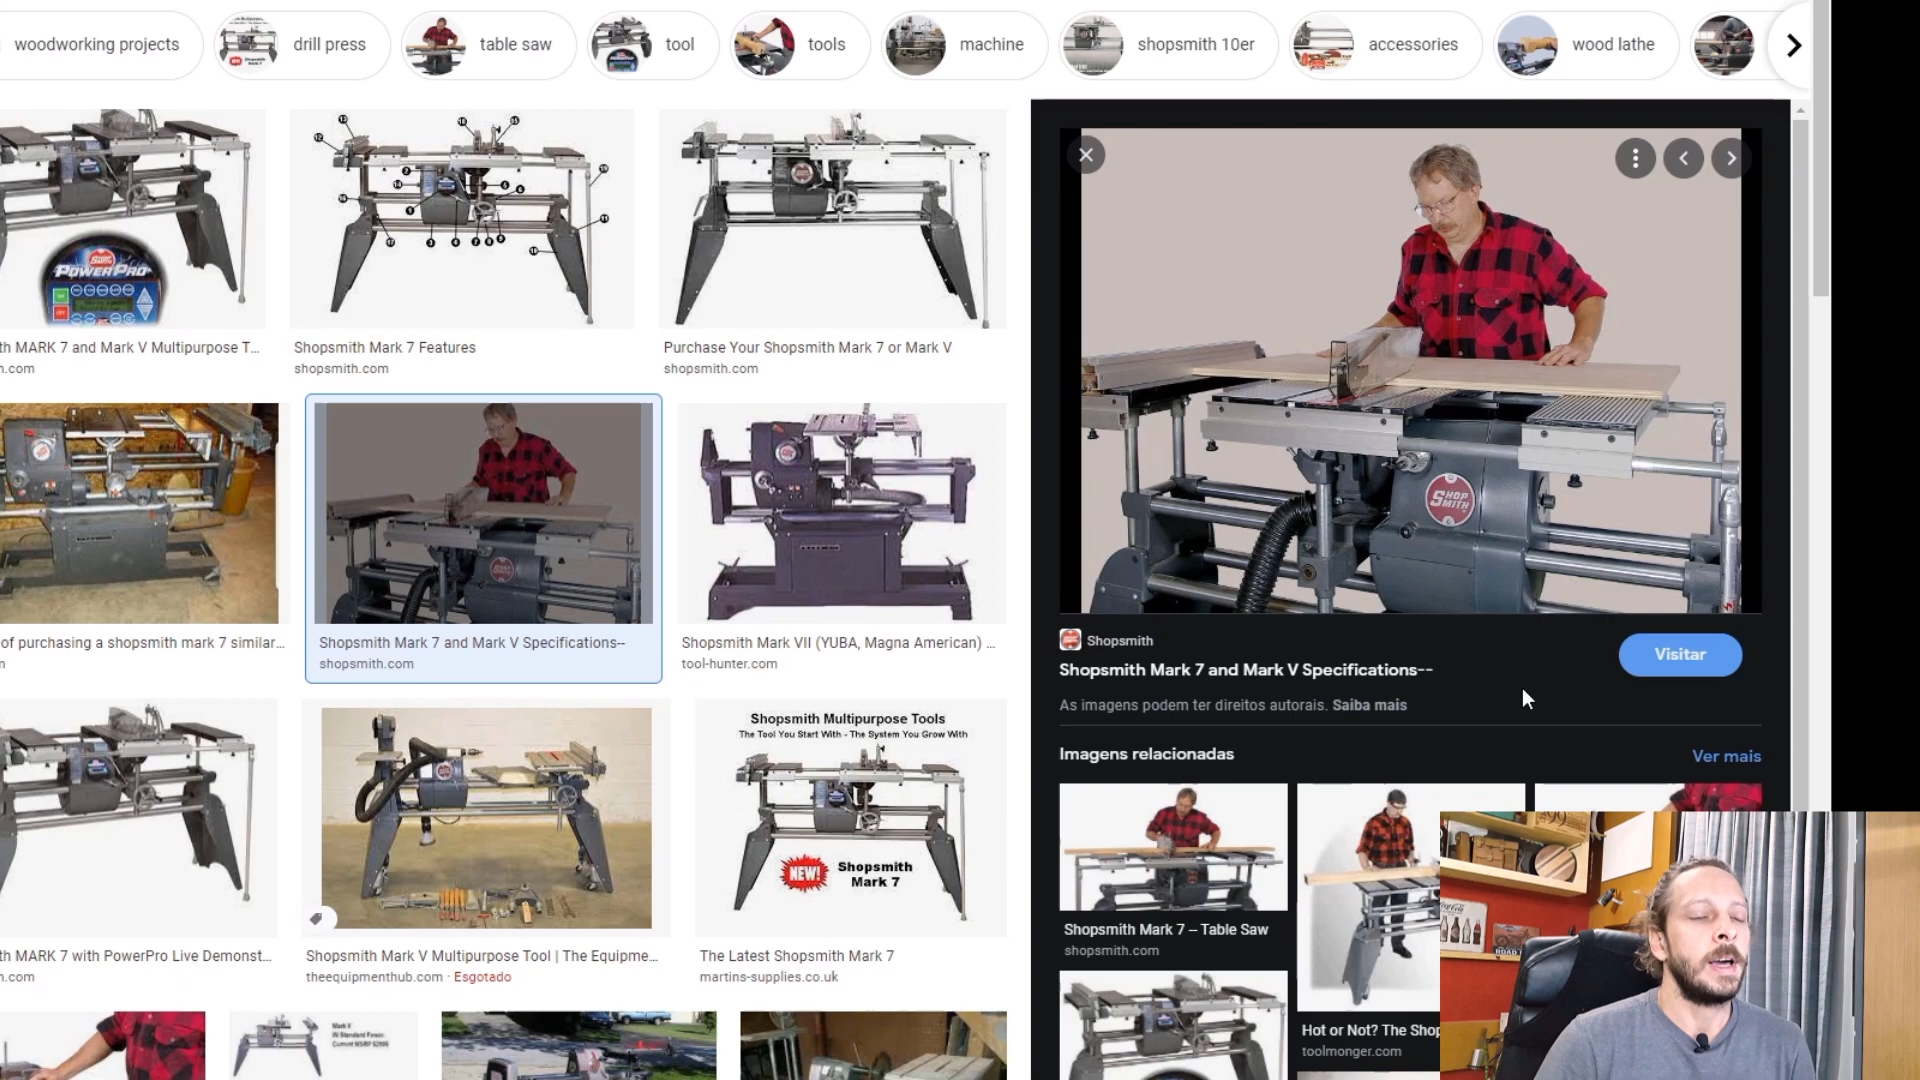 woodworking projects
drill press
table saw
tool
tools
machine
shopsmith 10er
accessories
wood lathe
POWERPRO
th MARK 7 and Mark V Multipurpose T...
n.com
Shopsmith Mark 7 Features
shopsmith.com
Purchase Your Shopsmith Mark 7 or Mark V
shopsmith.com
of purchasing a shopsmith mark 7 similar...
Shopsmith Mark 7 and Mark V Specifications--
shopsmith.com
Shopsmith Mark VII (YUBA, Magna American) ...
tool-hunter.com
SHOP
SMITH
Shopsmith
Shopsmith Mark 7 and Mark V Specifications--
Visitar
As imagens podem ter direitos autorais. Saiba mais
Imagens relacionadas
Ver mais
th MARK 7 with PowerPro Live Demonst...
n.com
Shopsmith Mark V Multipurpose Tool | The Equipme...
theequipmenthub.com · Esgotado
Shopsmith Multipurpose Tools
The Tool You Start With - The System You Grow With
NEW!
Shopsmith
Mark 7
The Latest Shopsmith Mark 7
martins-supplies.co.uk
Shopsmith Mark 7 – Table Saw
shopsmith.com
Hot or Not? The Shop
toolmonger.com
Mark V
W/ Standard Fence
Coca-Cola